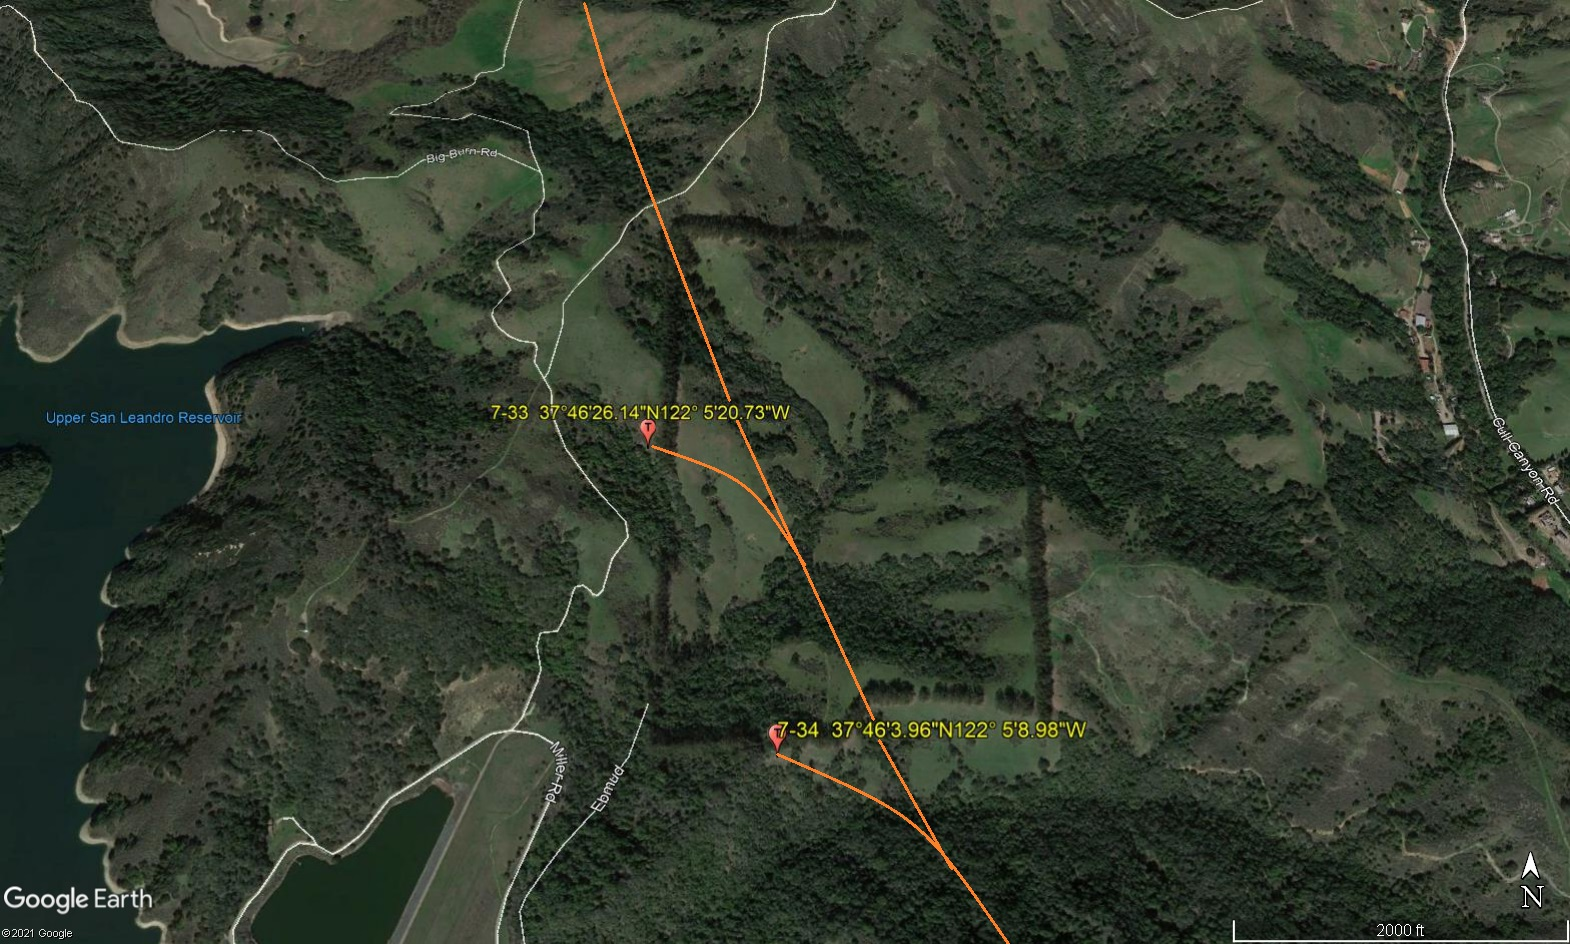 Big Burn Rd
7-33  37°46'26.14"N122° 5'20.73"W
T
Upper San Leandro Reservoir
Cull Canyon Rd
7-34  37°46'3.96"N122° 5'8.98"W
Miller Rd
Ebmud
Google Earth
©2021 Google
N
2000 ft